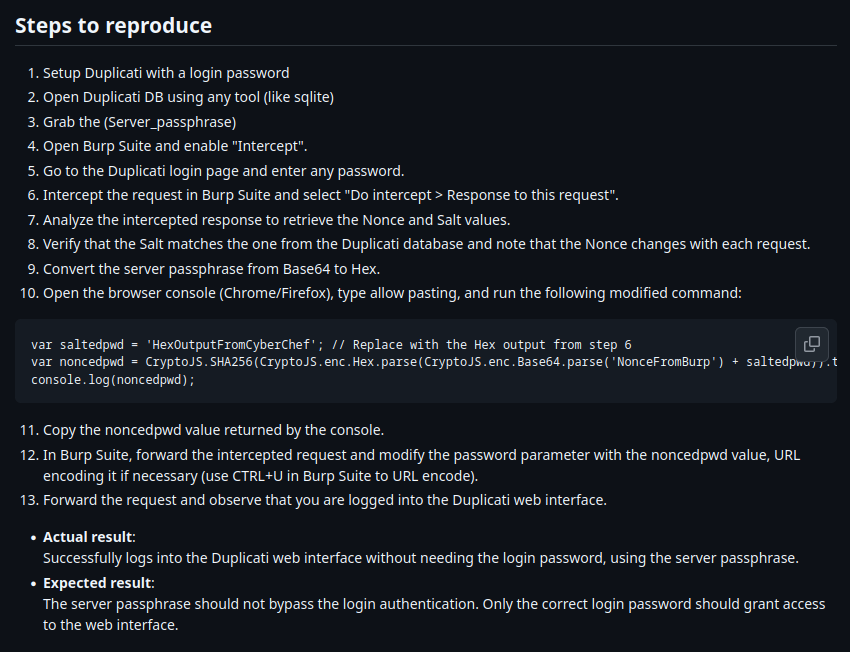 Steps to reproduce
1. Setup Duplicati with a login password
2. Open Duplicati DB using any tool (like sqlite)
3. Grab the (Server_passphrase)
4. Open Burp Suite and enable "Intercept".
5. Go to the Duplicati login page and enter any password.
6. Intercept the request in Burp Suite and select "Do intercept > Response to this request".
7. Analyze the intercepted response to retrieve the Nonce and Salt values.
8. Verify that the Salt matches the one from the Duplicati database and note that the Nonce changes with each request.
9. Convert the server passphrase from Base64 to Hex.
10. Open the browser console (Chrome/Firefox), type allow pasting, and run the following modified command:
var saltedpwd = 'HexOutputFromCyberChef'; // Replace with the Hex output from step 6
var noncedpwd = CryptoJS.SHA256(CryptoJS.enc.Hex.parse(CryptoJS.enc.Base64.parse('NonceFromBurp') + saltedpwd)).t
console.log(noncedpwd);
11. Copy the noncedpwd value returned by the console.
12. In Burp Suite, forward the intercepted request and modify the password parameter with the noncedpwd value, URL
encoding it if necessary (use CTRL+U in Burp Suite to URL encode).
13. Forward the request and observe that you are logged into the Duplicati web interface.
• Actual result:
Successfully logs into the Duplicati web interface without needing the login password, using the server passphrase.
• Expected result:
The server passphrase should not bypass the login authentication. Only the correct login password should grant access
to the web interface.